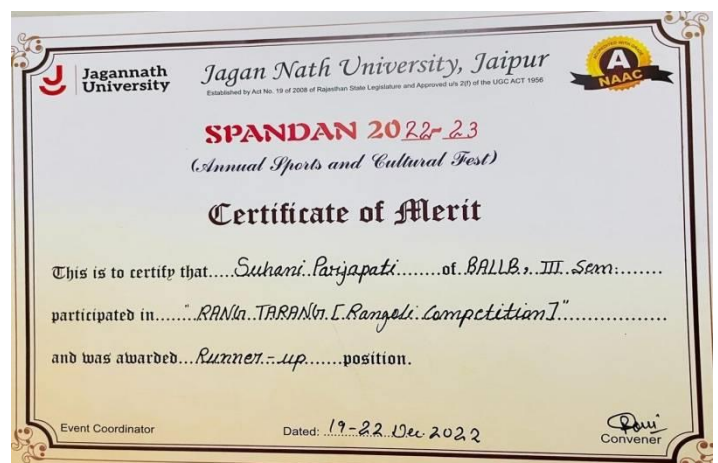 Jagannath
University
Jagan Nath University, Jaipur
Established by Act No. 19 of 2008 of Rajasthan State Legislature and Approved u/s 2(f) of the UGC ACT 1956
ACCREDITED WITH GRADE
A
NAAC
SPANDAN 2022-23
(Annual Sports and Cultural Fest)
Certificate of Merit
This is to certify that.....Suhani Parjapati........of BALLB, III Sem.......
participated in......"RANG TARANG [Rangoli Competition]"..................
and was awarded...Runner-up.......position.
Event Coordinator
Dated: 19-22 Dec 2022
Convener